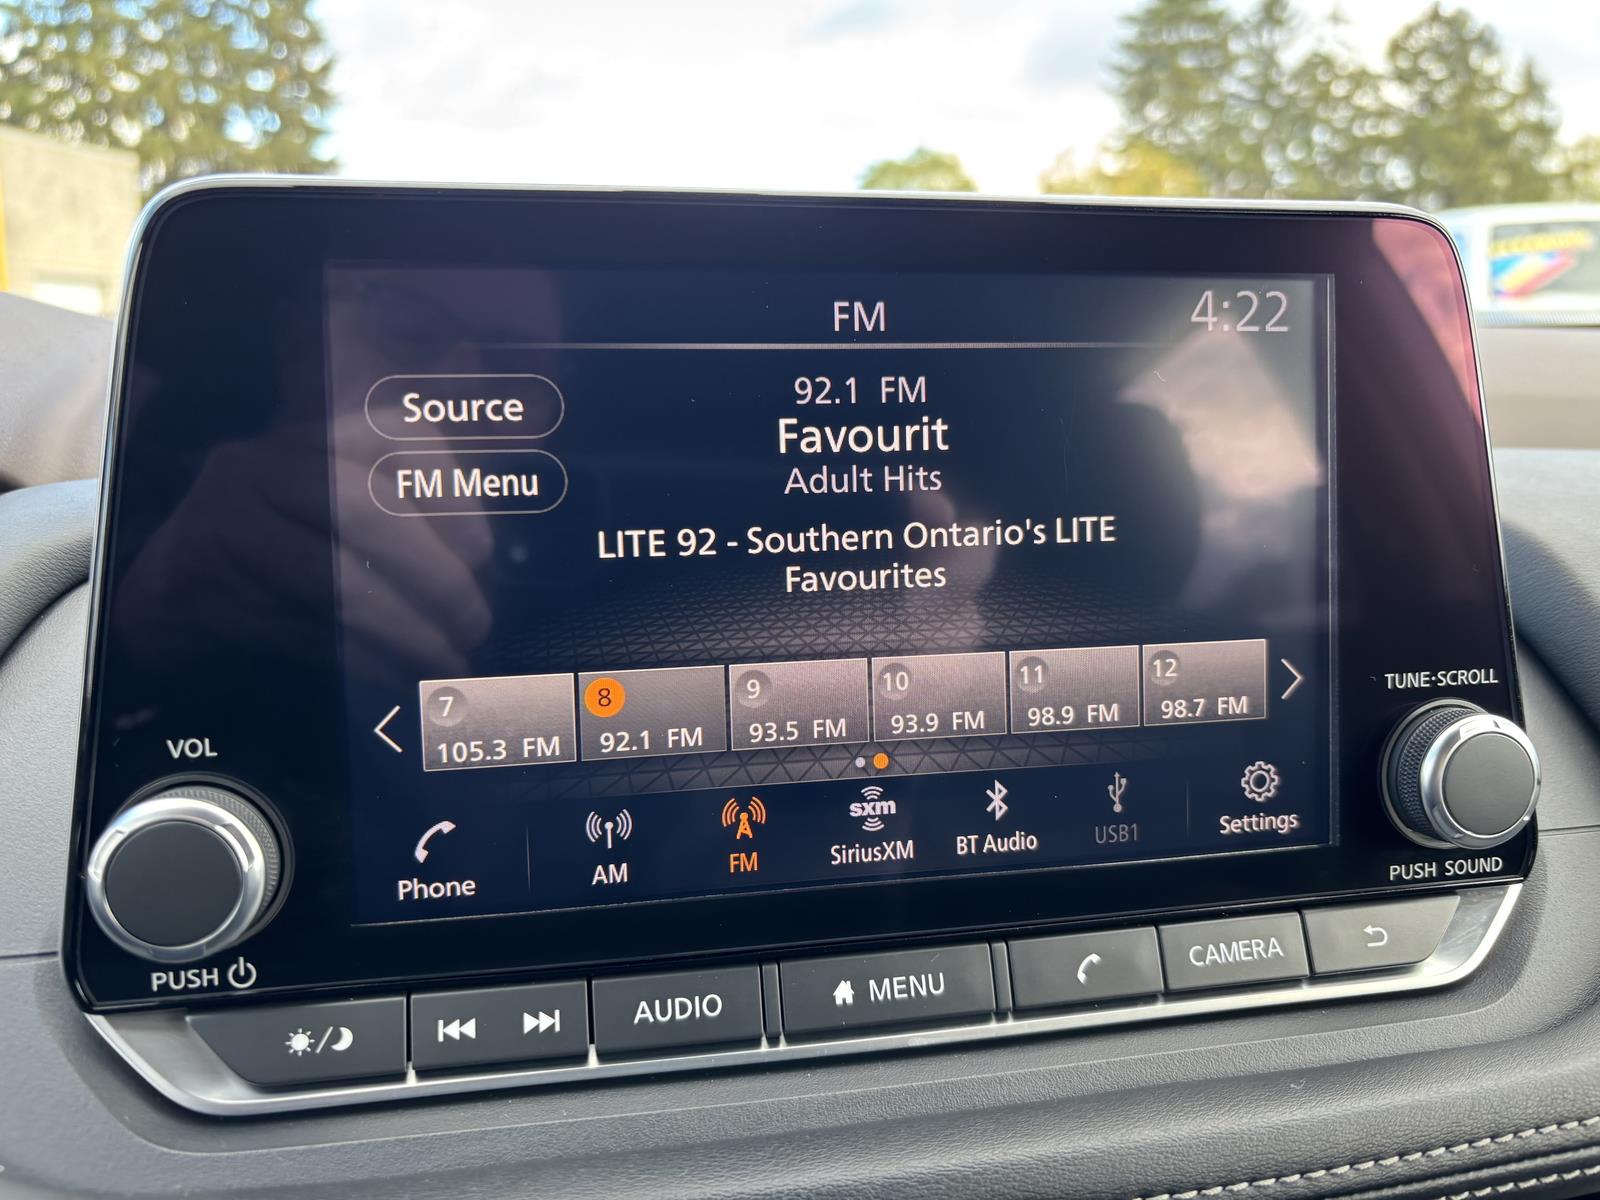 FM
4:22
Source
FM Menu
92.1 FM
Favourit
Adult Hits
LITE 92 - Southern Ontario's LITE
Favourites
7
105.3 FM
8
92.1 FM
9
93.5 FM
10
93.9 FM
11
98.9 FM
12
98.7 FM
Phone
AM
FM
sxm
SiriusXM
BT Audio
USB1
Settings
VOL
PUSH
TUNE·SCROLL
PUSH SOUND
AUDIO
MENU
CAMERA